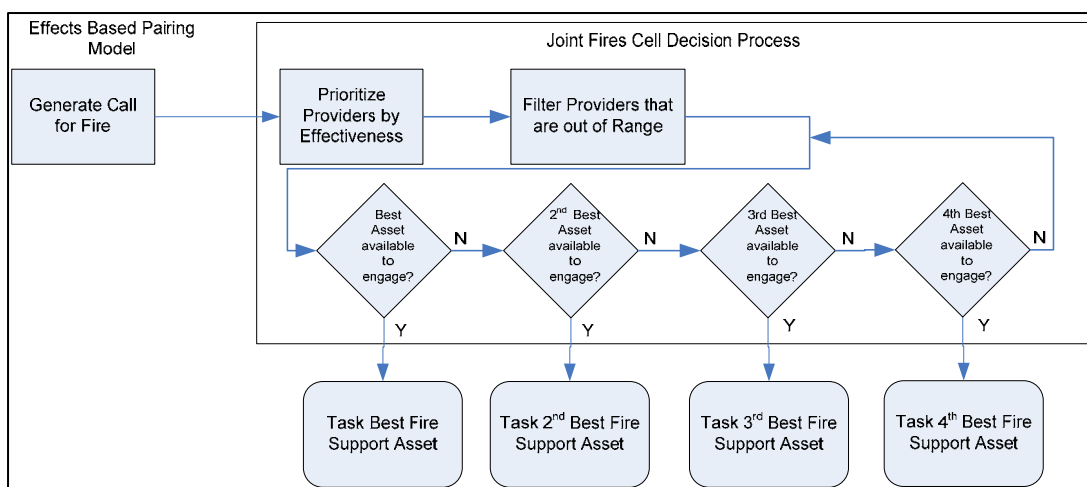 Effects Based Pairing
Model
Joint Fires Cell Decision Process
Generate Call
for Fire
Prioritize
Providers by
Effectiveness
Filter Providers that
are out of Range
Best
Asset
available
to
engage?
N
2nd Best
Asset
available
to
engage?
N
3rd Best
Asset
available
to
engage?
N
4th Best
Asset
available
to
engage?
N
Y
Y
Y
Y
Task Best Fire
Support Asset
Task 2nd Best Fire
Support Asset
Task 3rd Best Fire
Support Asset
Task 4th Best Fire
Support Asset